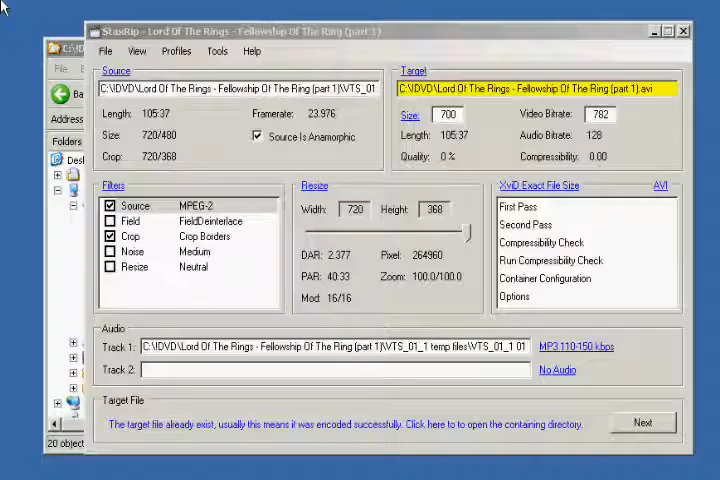 StaxRip - Lord Of The Rings - Fellowship Of The Ring (part 1)
File View Profiles Tools Help
C:\D
File
Ba
Address
Folders
Desl
20 object
Source
C:\IDVD\Lord Of The Rings - Fellowship Of The Ring (part 1)\VTS_01
Length: 105:37 Framerate: 23.976
Size: 720/480 Source Is Anamorphic
Crop: 720/368
Target
C:\IDVD\Lord Of The Rings - Fellowship Of The Ring (part 1).avi
Size: 700 Video Bitrate: 782
Length: 105:37 Audio Bitrate: 128
Quality: 0 % Compressibility: 0.00
Filters
Source MPEG-2
Field FieldDeinterlace
Crop Crop Borders
Noise Medium
Resize Neutral
Resize
Width: 720 Height: 368
DAR: 2.377 Pixel: 264960
PAR: 40:33 Zoom: 100.0/100.0
Mod: 16/16
XviD Exact File Size AVI
First Pass
Second Pass
Compressibility Check
Run Compressibility Check
Container Configuration
Options
Audio
Track 1: C:\IDVD\Lord Of The Rings - Fellowship Of The Ring (part 1)\VTS_01_1 temp files\VTS_01_1 01 MP3 110-150 kbps
Track 2: No Audio
Target File
The target file already exist, usually this means it was encoded successfully. Click here to to open the containing directory.
Next